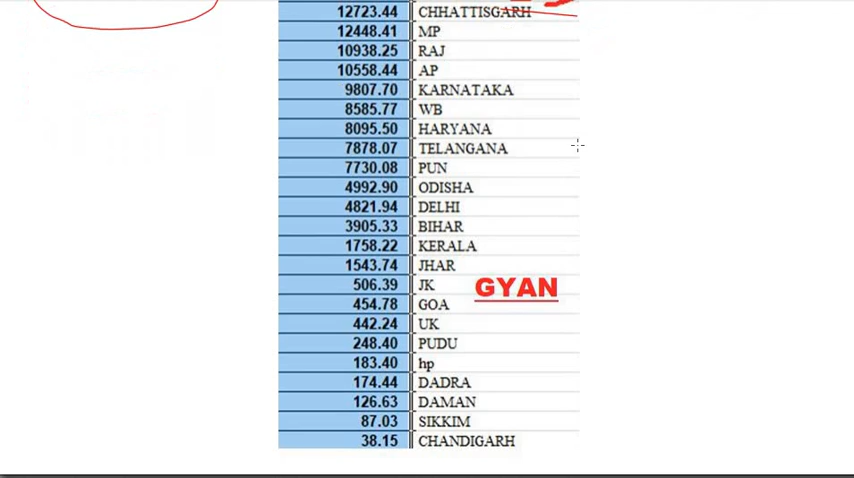 12723.44 CHHATTISGARH
12448.41 MP
10938.25 RAJ
10558.44 AP
9807.70 KARNATAKA
8585.77 WB
8095.50 HARYANA
7878.07 TELANGANA
7730.08 PUN
4992.90 ODISHA
4821.94 DELHI
3905.33 BIHAR
1758.22 KERALA
1543.74 JHAR
506.39 JK
GYAN
454.78 GOA
442.24 UK
248.40 PUDU
183.40 hp
174.44 DADRA
126.63 DAMAN
87.03 SIKKIM
38.15 CHANDIGARH